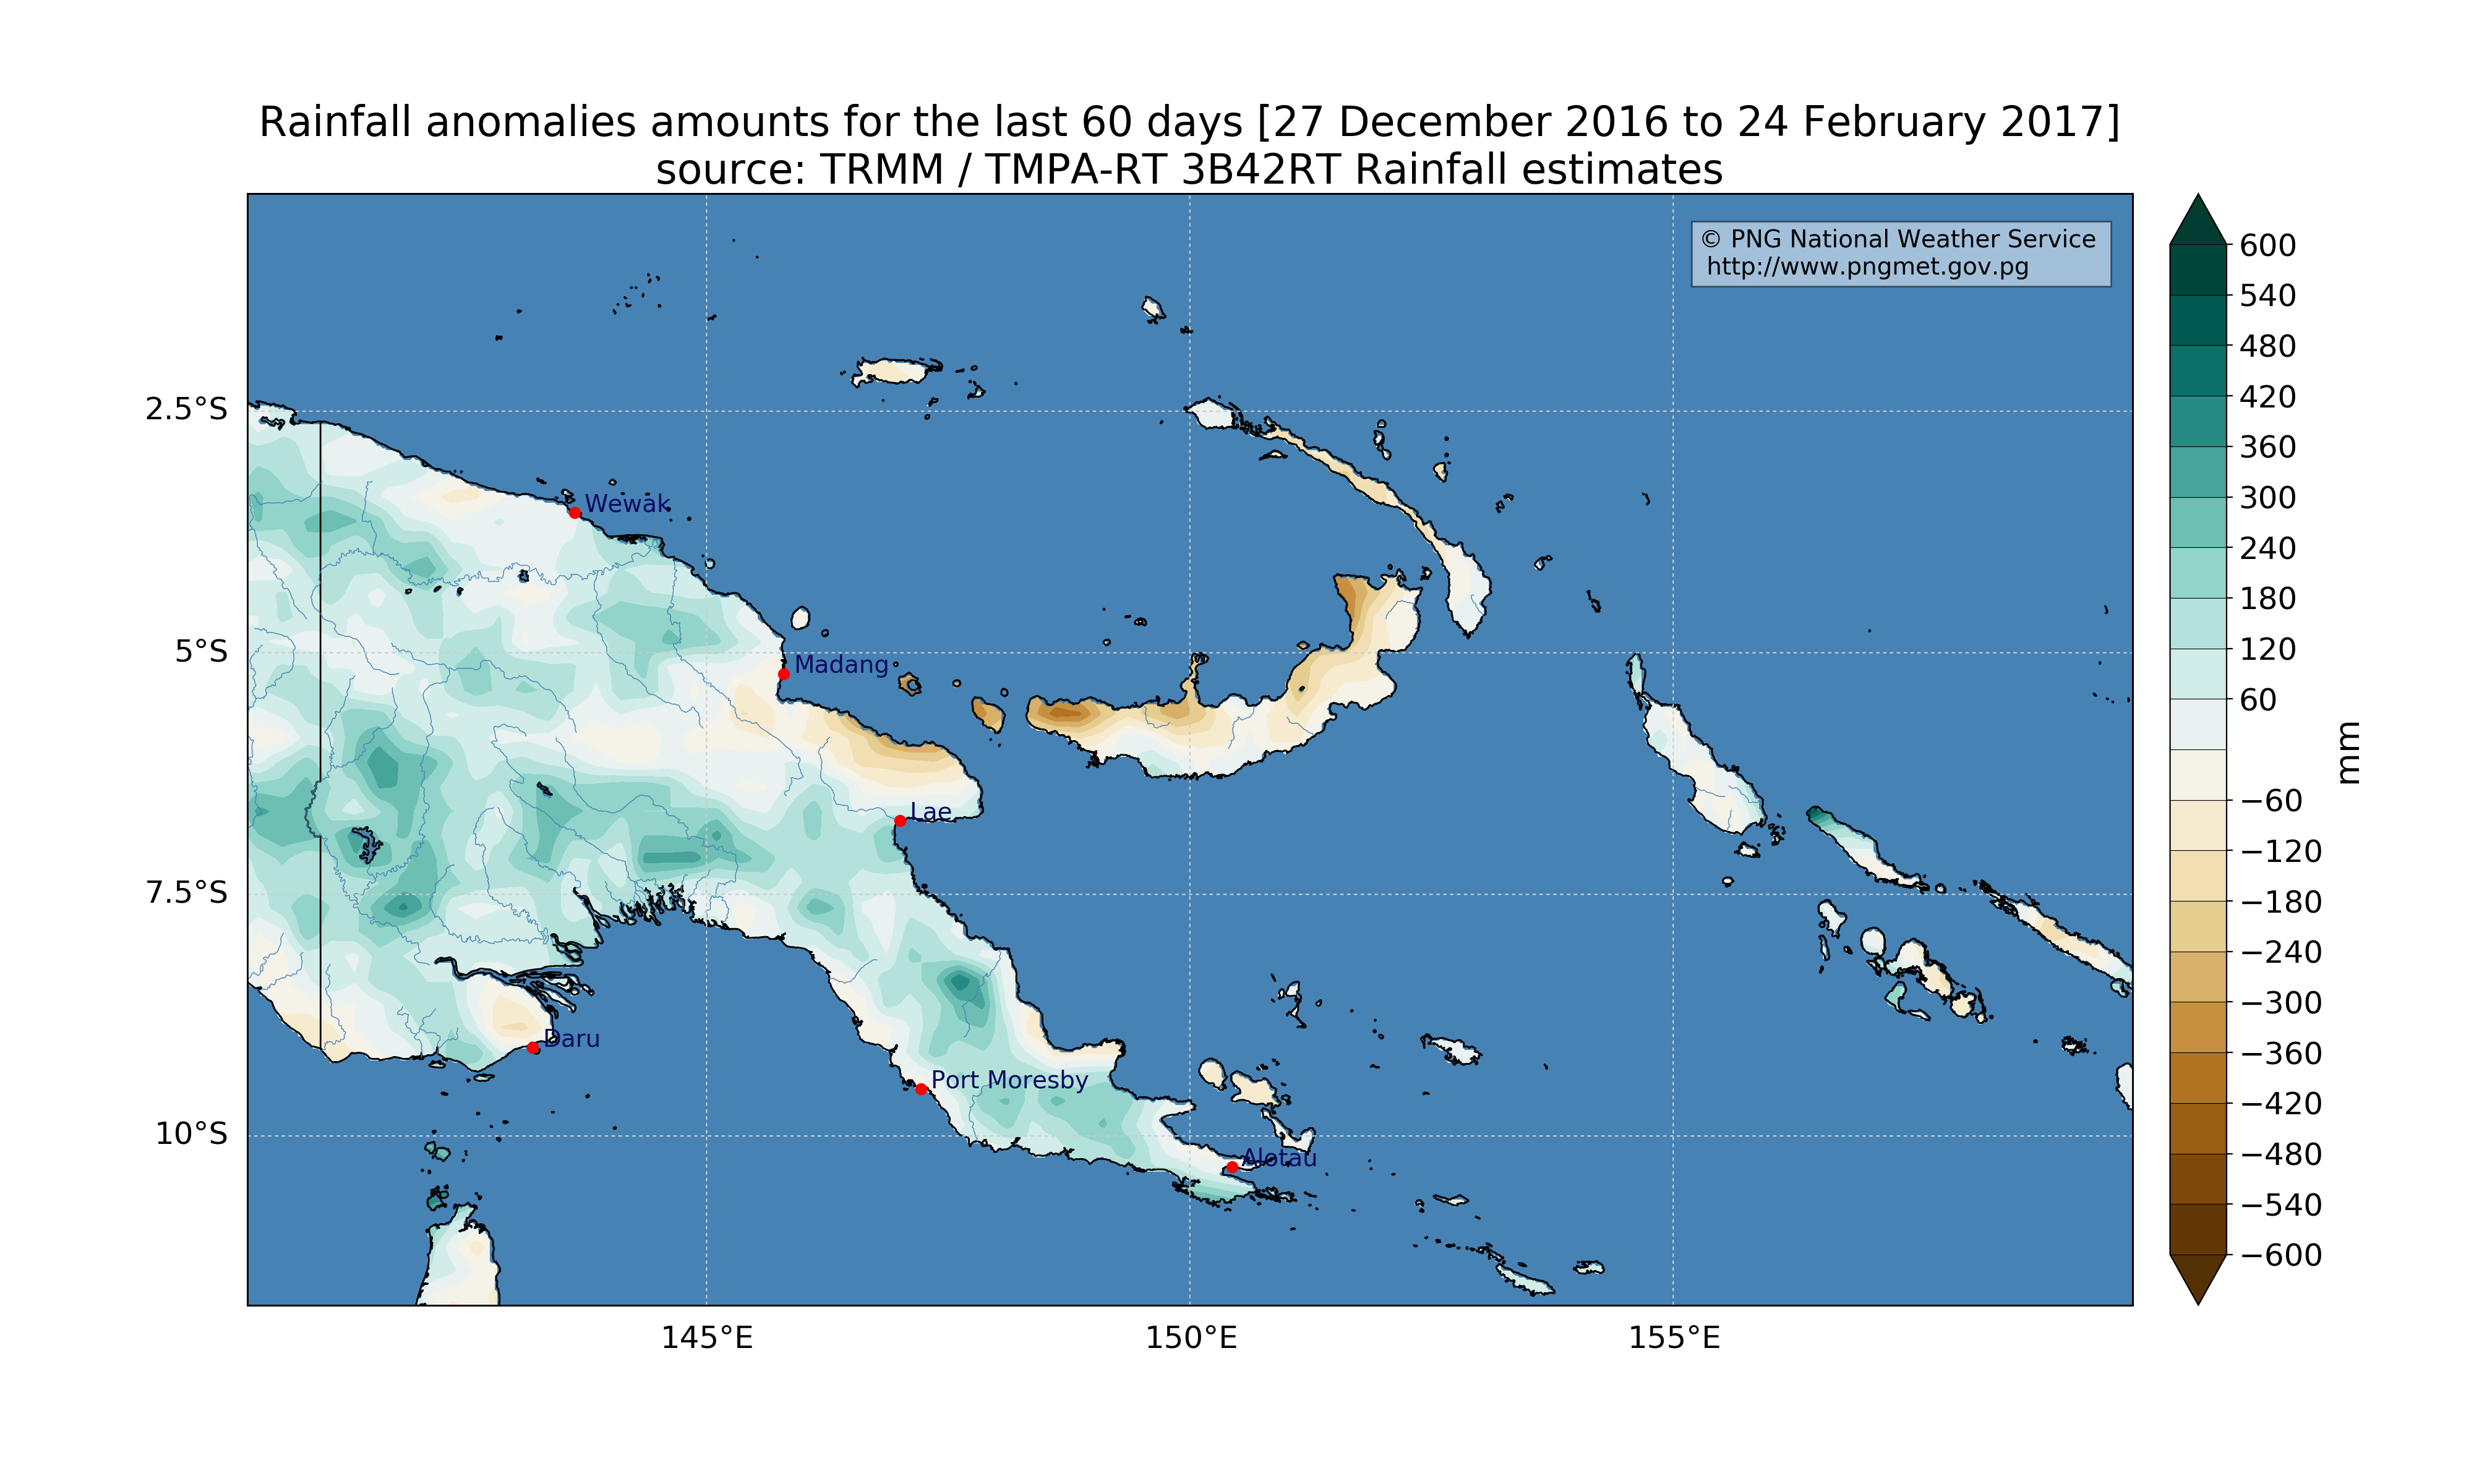 Rainfall anomalies amounts for the last 60 days [27 December 2016 to 24 February 2017]
source: TRMM / TMPA-RT 3B42RT Rainfall estimates
© PNG National Weather Service
http://www.pngmet.gov.pg
2.5°S
5°S
7.5°S
10°S
Wewak
Madang
Lae
Daru
Port Moresby
Alotau
145°E
150°E
155°E
600
540
480
420
360
300
240
180
120
60
−60
−120
−180
−240
−300
−360
−420
−480
−540
−600
mm